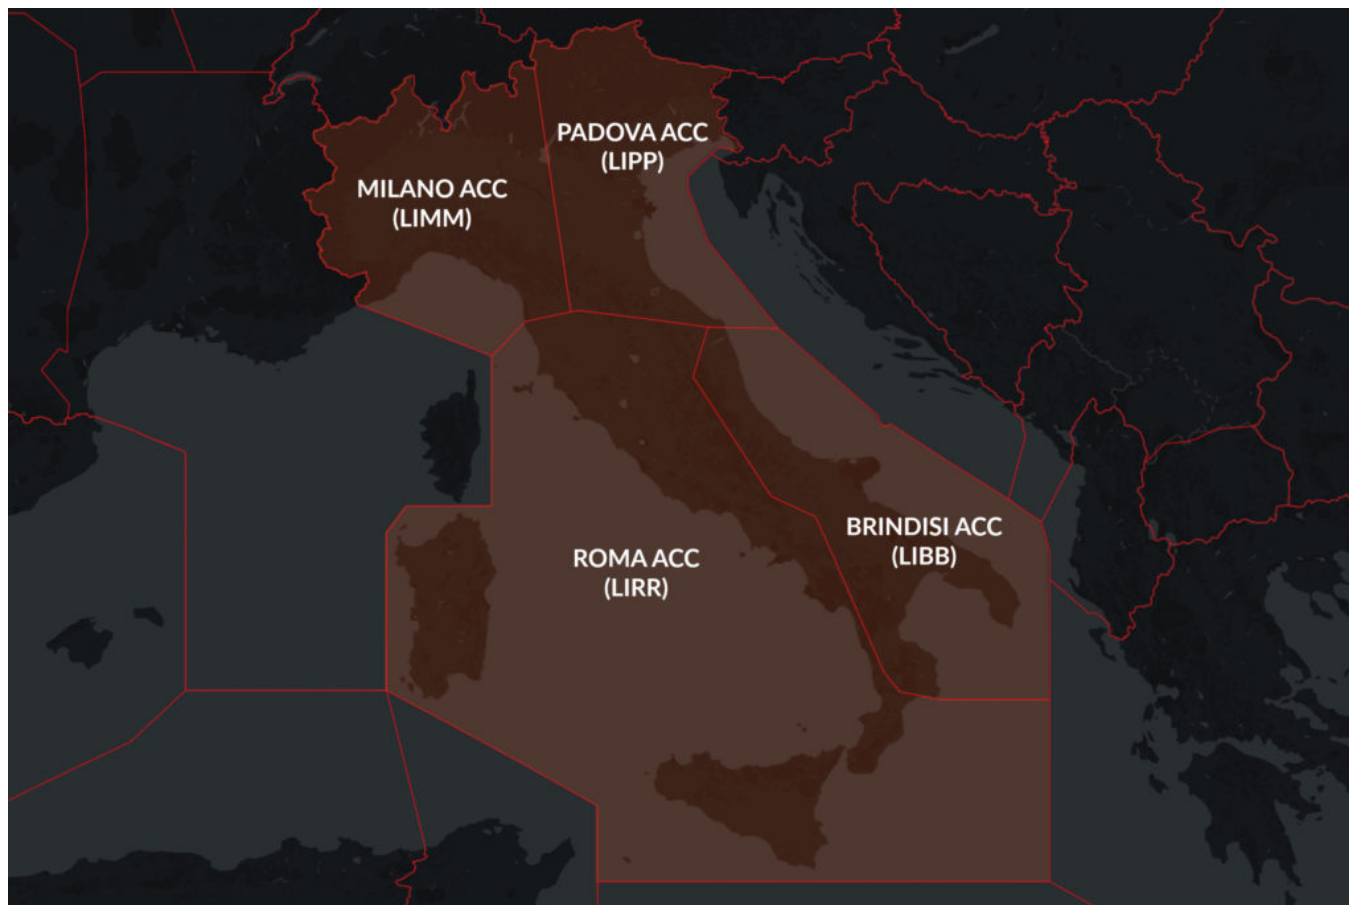 PADOVA ACC
(LIPP)
MILANO ACC
(LIMM)
BRINDISI ACC
(LIBB)
ROMA ACC
(LIRR)